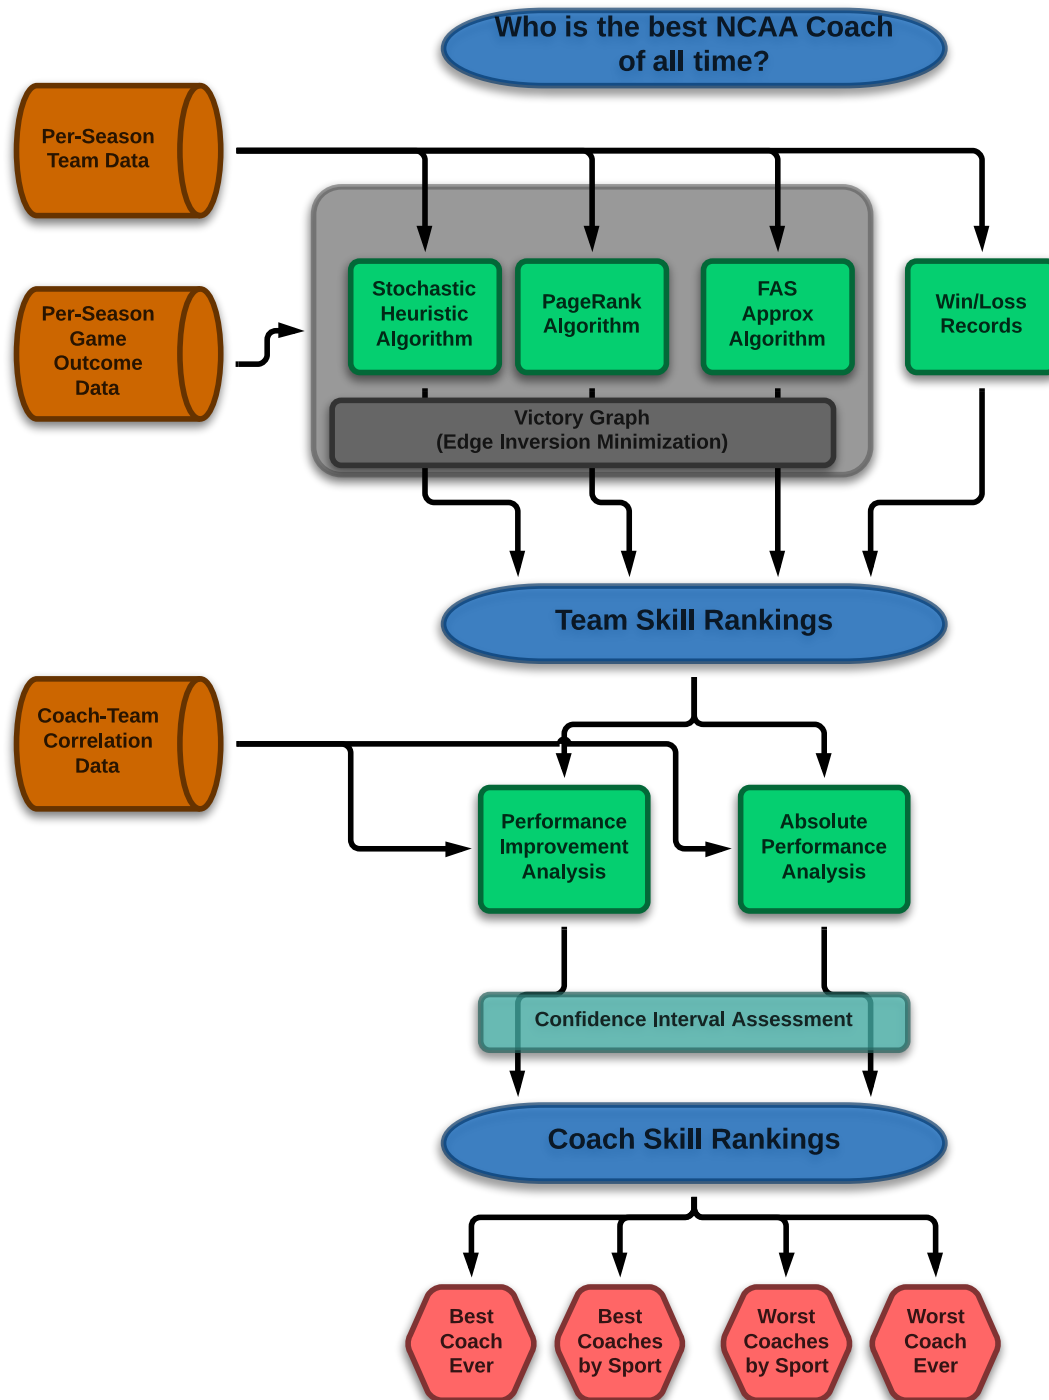 Who is the best NCAA Coach
of all time?
Per-Season
Team Data
Per-Season
Game
Outcome
Data
Stochastic
Heuristic
Algorithm
PageRank
Algorithm
FAS
Approx
Algorithm
Win/Loss
Records
Victory Graph
(Edge Inversion Minimization)
Team Skill Rankings
Coach-Team
Correlation
Data
Performance
Improvement
Analysis
Absolute
Performance
Analysis
Confidence Interval Assessment
Coach Skill Rankings
Best
Coach
Ever
Best
Coaches
by Sport
Worst
Coaches
by Sport
Worst
Coach
Ever